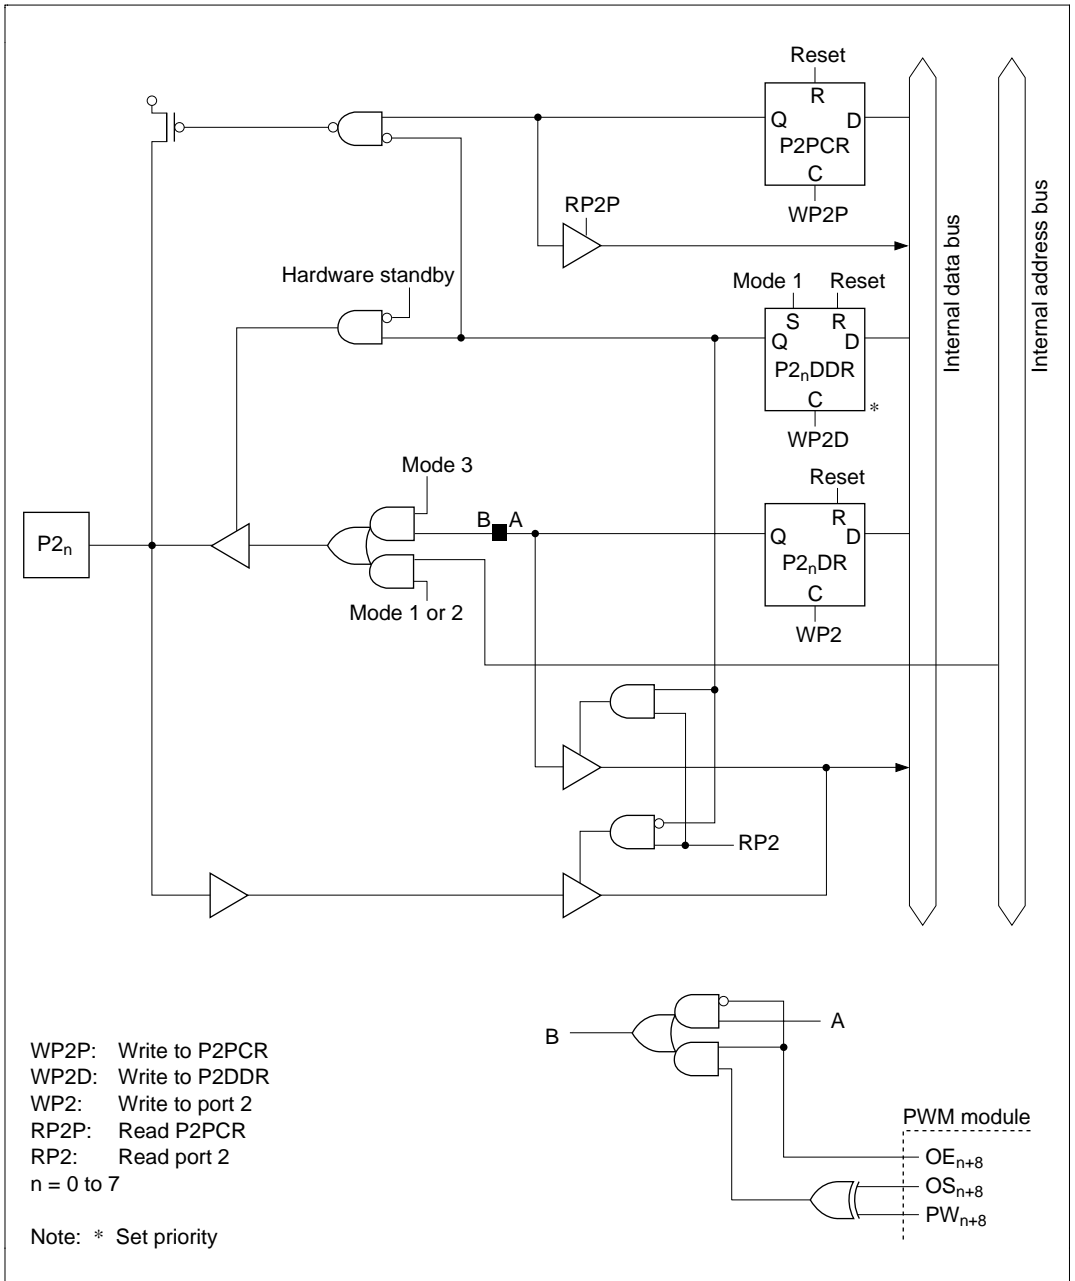 Reset
R
Q D
P2PCR
C
WP2P
RP2P
Hardware standby
Mode 1 Reset
S R
Q D
P2nDDR
C
*
WP2D
Internal data bus
Internal address bus
Mode 3
Reset
B A
R
Q D
P2nDR
C
WP2
P2n
Mode 1 or 2
RP2
B
A
WP2P: Write to P2PCR
WP2D: Write to P2DDR
WP2: Write to port 2
RP2P: Read P2PCR
RP2: Read port 2
n = 0 to 7
Note: * Set priority
PWM module
OEn+8
OSn+8
PWn+8